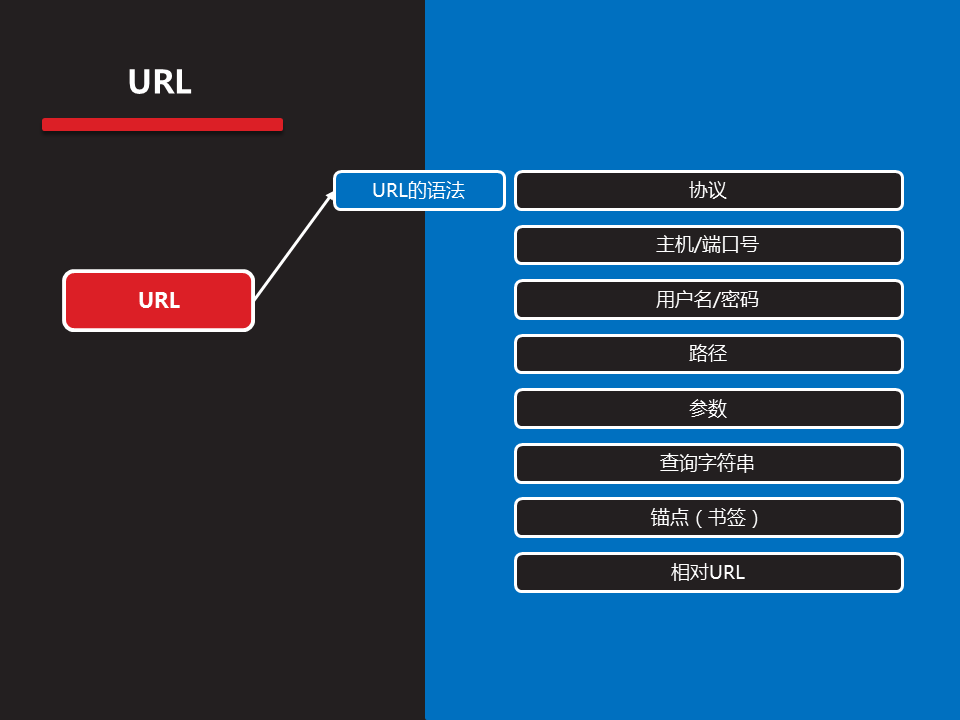 URL
URL的语法
协议
主机/端口号
URL
用户名/密码
路径
参数
查询字符串
锚点（书签）
相对URL